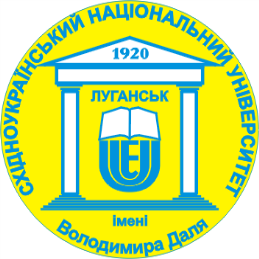 СХІДНОУКРАЇНСЬКИЙ НАЦІОНАЛЬНИЙ УНІВЕРСИТЕТ
1920
ЛУГАНСЬК
імені
Володимира Даля